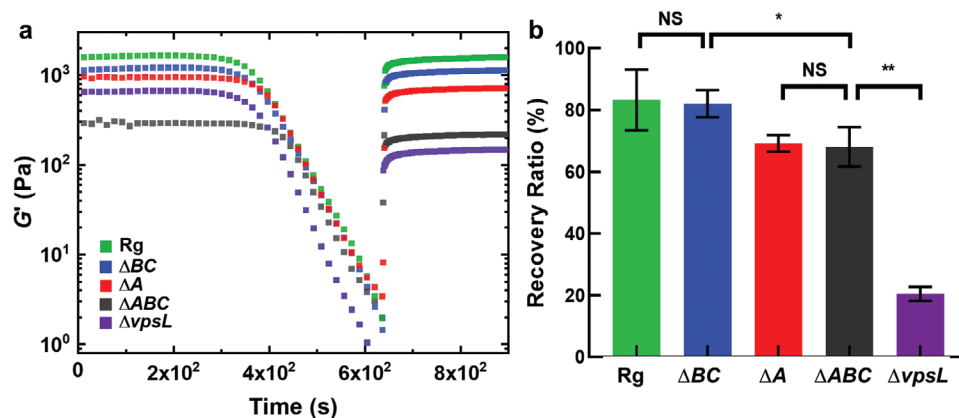 a
G' (Pa)
10³
10²
10¹
10⁰
Rg
ΔBC
ΔA
ΔABC
ΔvpsL
0 2x10² 4x10² 6x10² 8x10²
Time (s)
b
NS *
NS **
Recovery Ratio (%)
100
80
60
40
20
0
Rg ΔBC ΔA ΔABC ΔvpsL